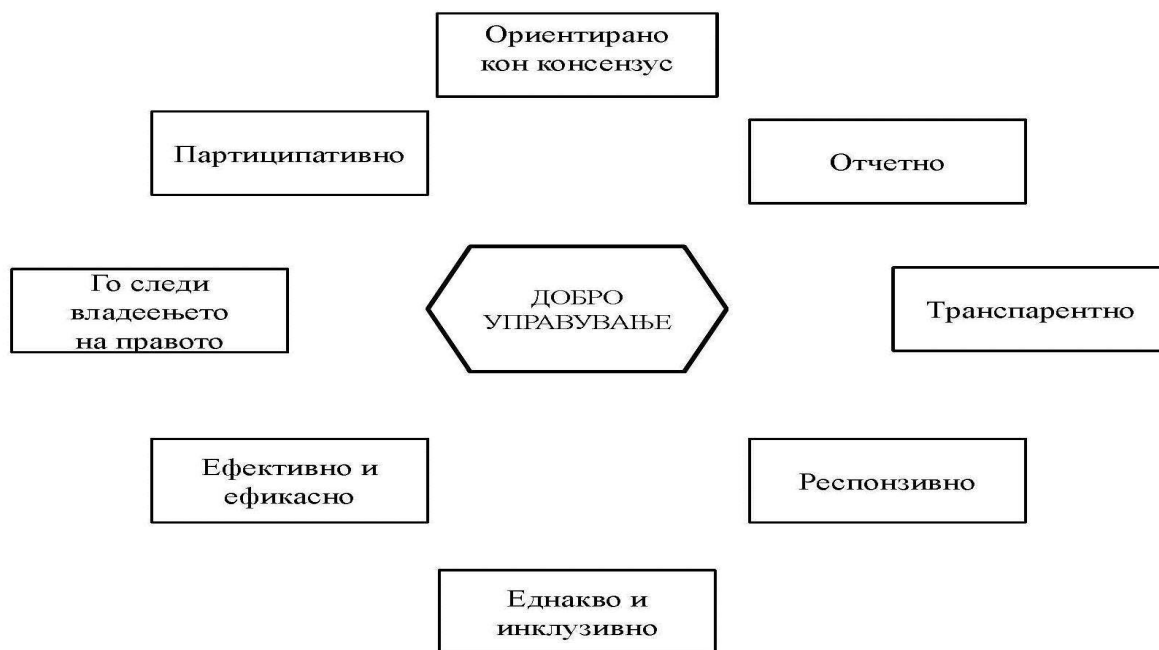 Ориентирано
кон консензус
Партиципативно
Отчетно
Го следи
владеењето
на правото
ДОБРО
УПРАВУВАЊЕ
Транспарентно
Ефективно и
ефикасно
Респонзивно
Еднакво и
инклузивно